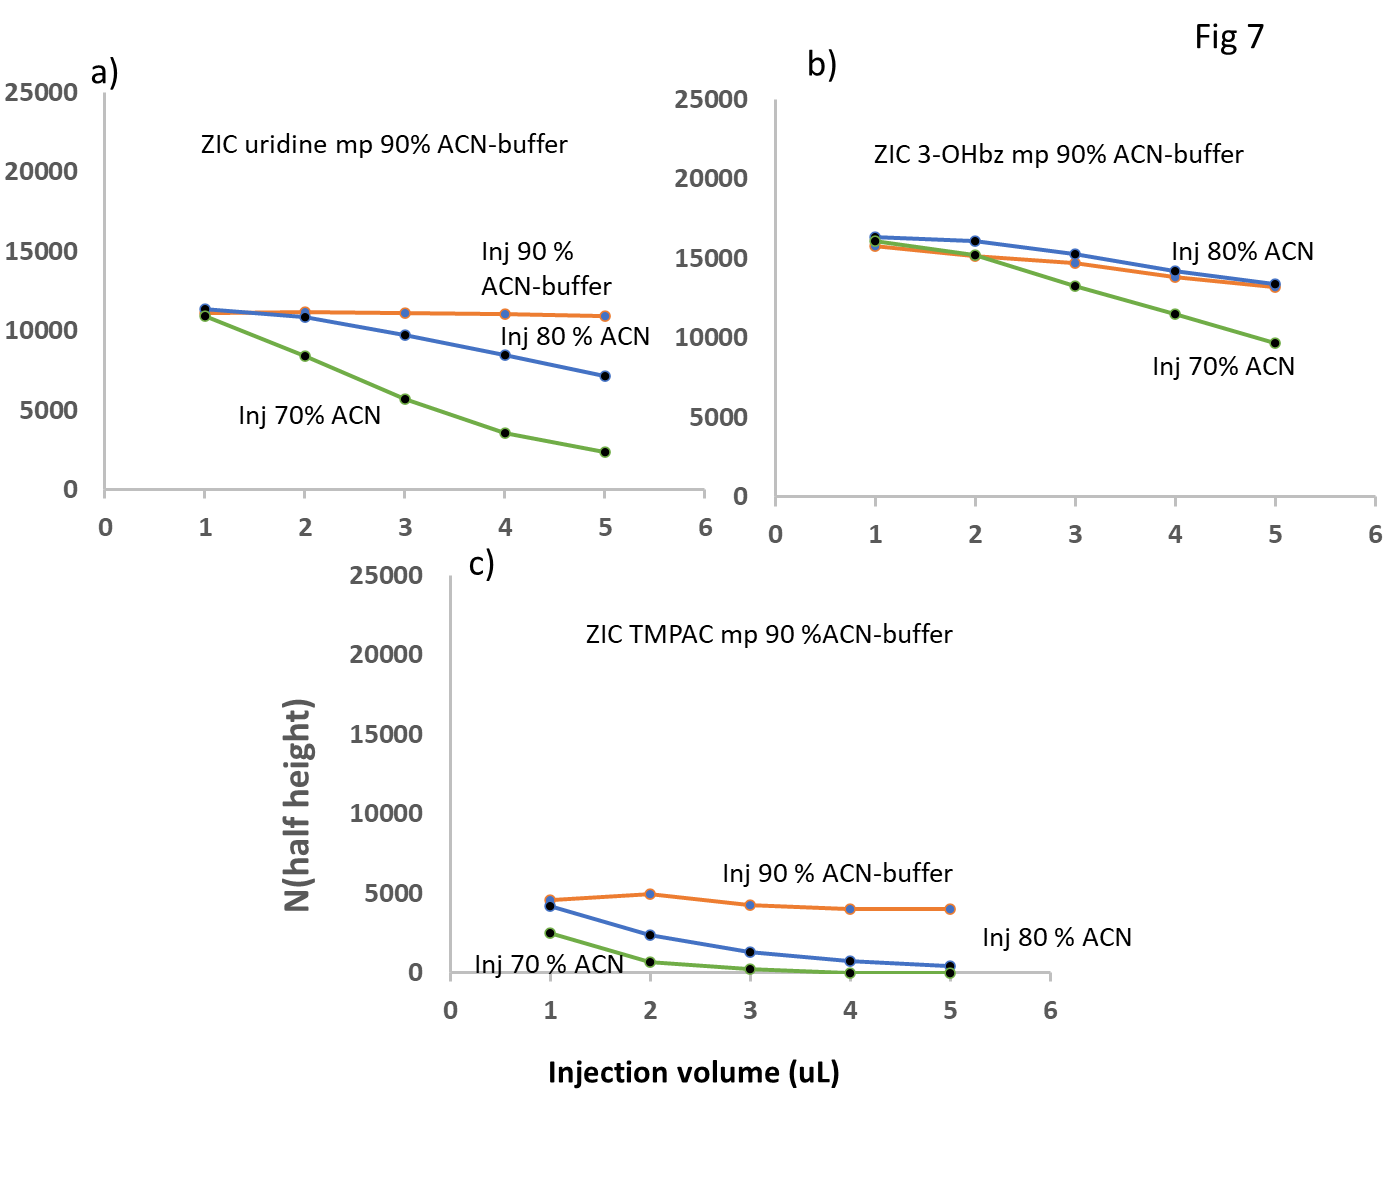 Fig 7
a)
25000
20000
15000
10000
5000
0
ZIC uridine mp 90% ACN-buffer
Inj 90 %
ACN-buffer
Inj 80 % ACN
Inj 70% ACN
0 1 2 3 4 5 6
b)
25000
20000
15000
10000
5000
0
ZIC 3-OHbz mp 90% ACN-buffer
Inj 80% ACN
Inj 70% ACN
0 1 2 3 4 5 6
c)
25000
20000
15000
10000
5000
0
N(half height)
ZIC TMPAC mp 90 %ACN-buffer
Inj 90 % ACN-buffer
Inj 80 % ACN
Inj 70 % ACN
0 1 2 3 4 5 6
Injection volume (uL)